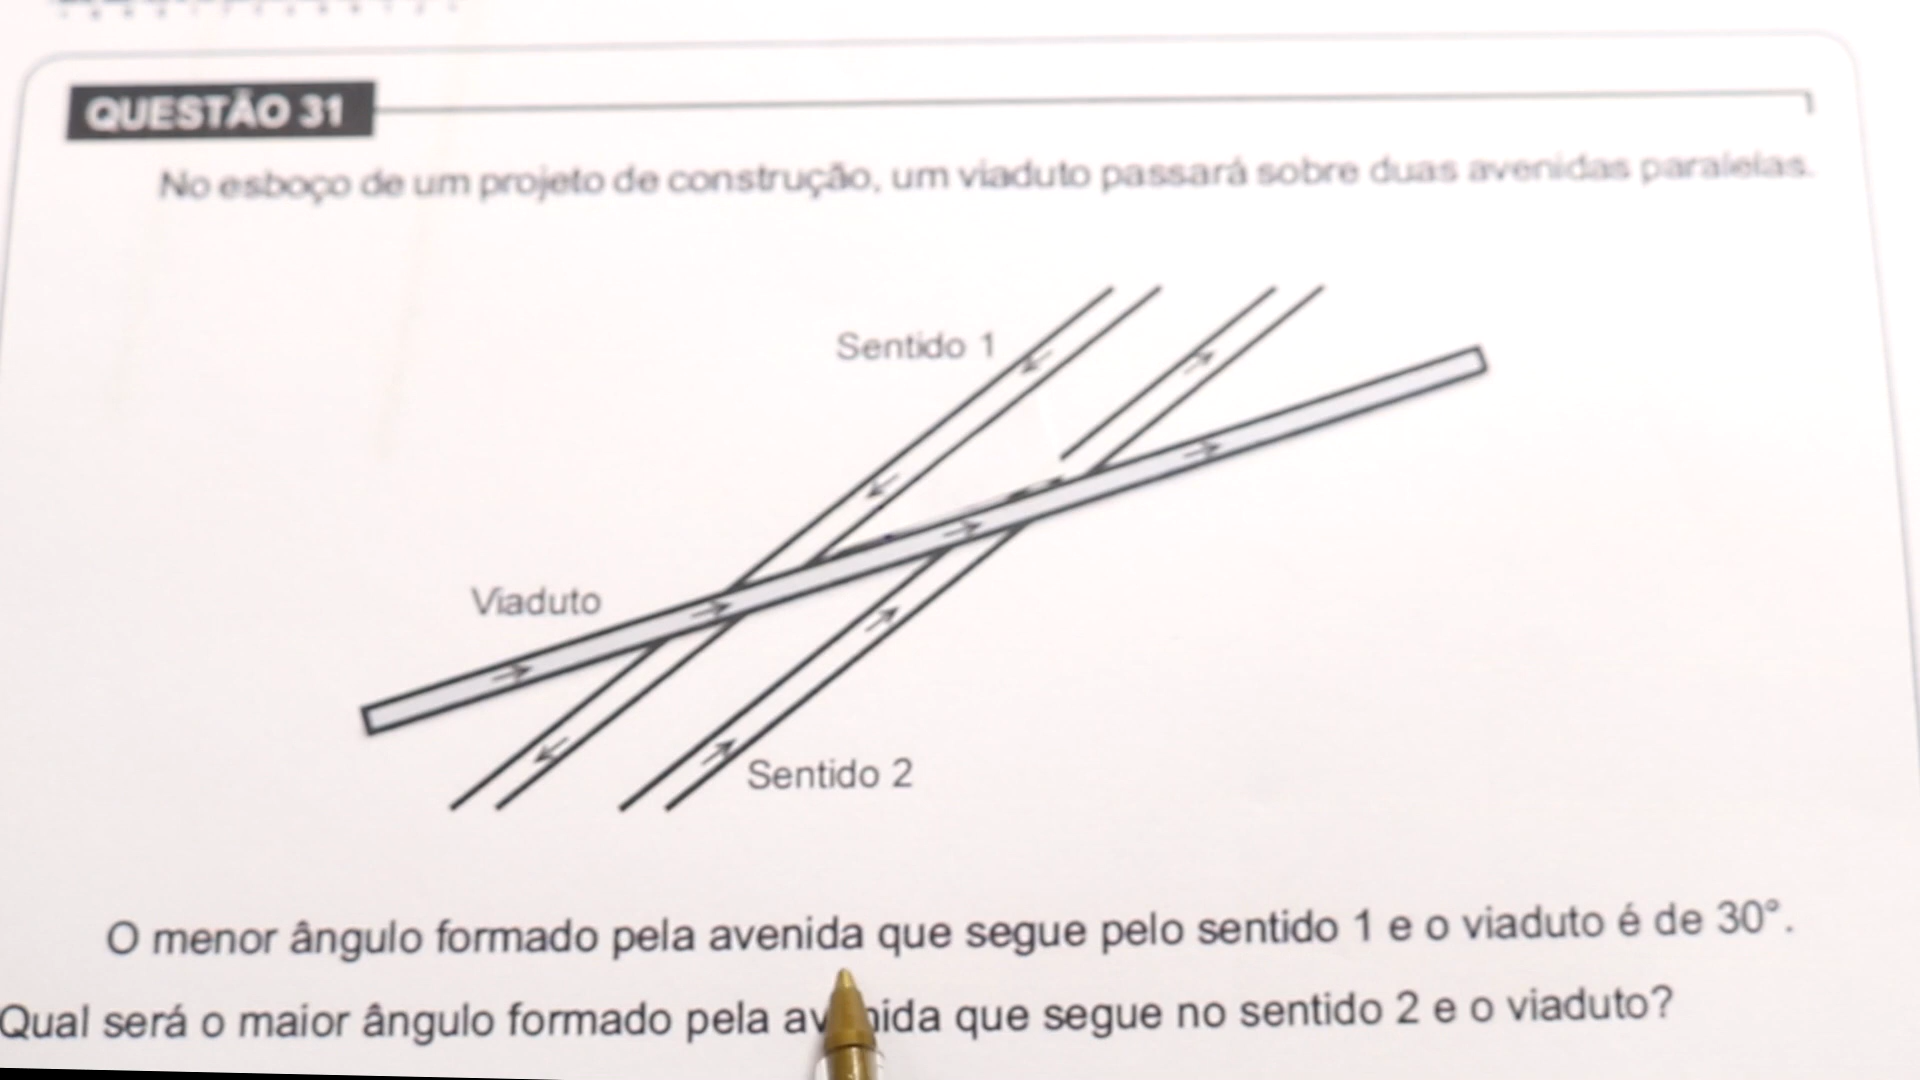 QUESTÃO 31
No esboço de um projeto de construção, um viaduto passará sobre duas avenidas paralelas.
Sentido 1
Viaduto
Sentido 2
O menor ângulo formado pela avenida que segue pelo sentido 1 e o viaduto é de 30°.
Qual será o maior ângulo formado pela avenida que segue no sentido 2 e o viaduto?